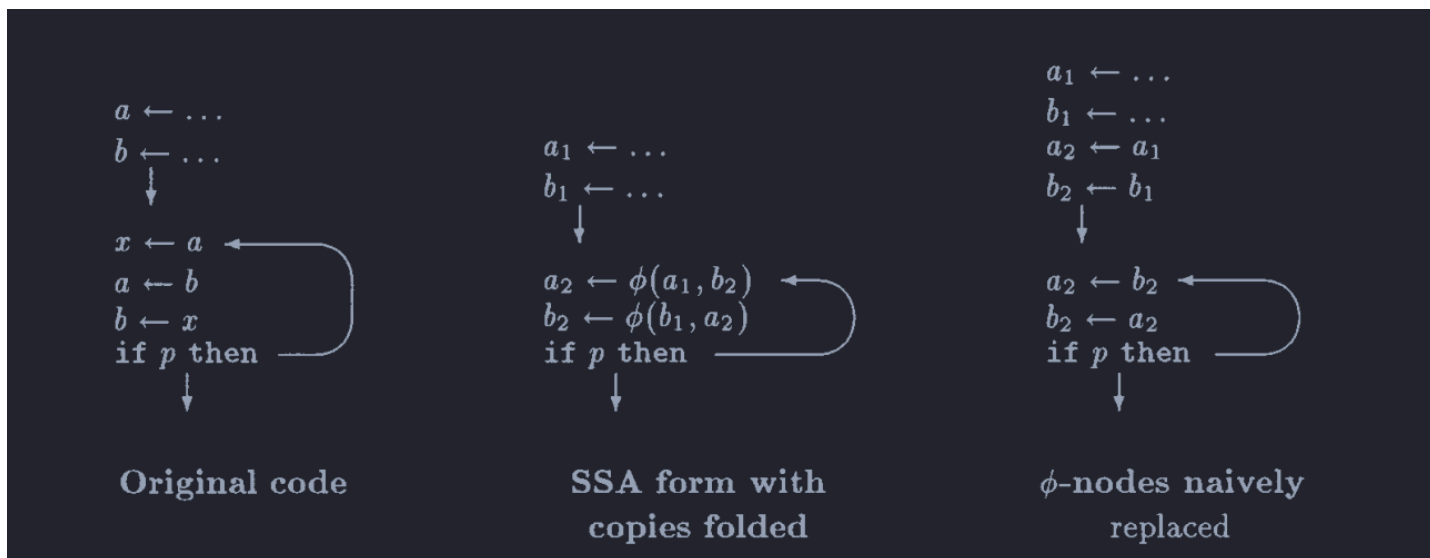 a ← ...
b ← ...
x ← a
a ← b
b ← x
if p then
Original code
a₁ ← ...
b₁ ← ...
a₂ ← ϕ(a₁, b₂)
b₂ ← ϕ(b₁, a₂)
if p then
SSA form with
copies folded
a₁ ← ...
b₁ ← ...
a₂ ← a₁
b₂ ← b₁
a₂ ← b₂
b₂ ← a₂
if p then
ϕ-nodes naively
replaced